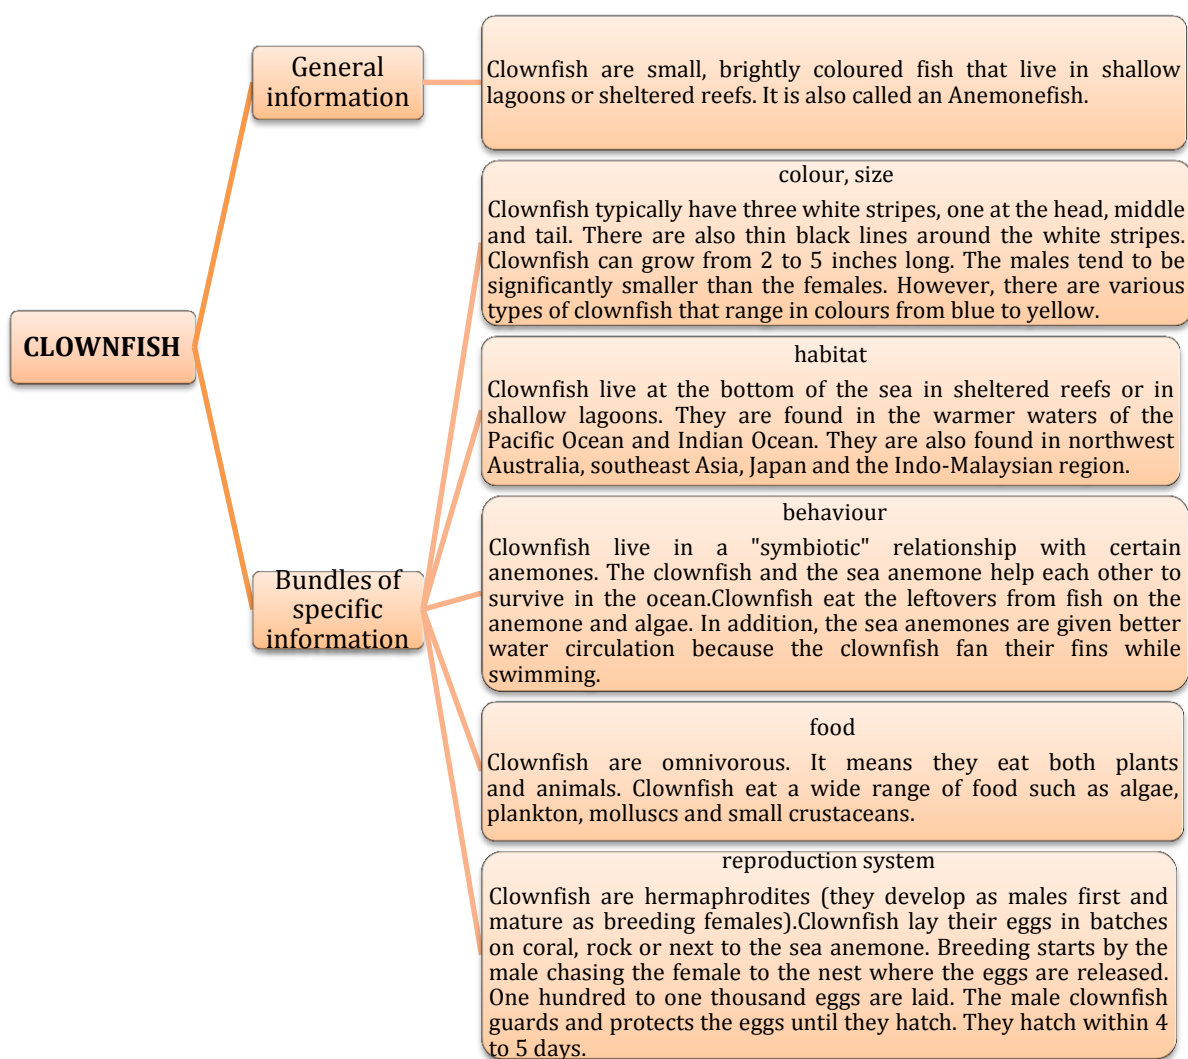 CLOWNFISH
General
information
Clownfish are small, brightly coloured fish that live in shallow
lagoons or sheltered reefs. It is also called an Anemonefish.
Bundles of
specific
information
colour, size
Clownfish typically have three white stripes, one at the head, middle
and tail. There are also thin black lines around the white stripes.
Clownfish can grow from 2 to 5 inches long. The males tend to be
significantly smaller than the females. However, there are various
types of clownfish that range in colours from blue to yellow.
habitat
Clownfish live at the bottom of the sea in sheltered reefs or in
shallow lagoons. They are found in the warmer waters of the
Pacific Ocean and Indian Ocean. They are also found in northwest
Australia, southeast Asia, Japan and the Indo-Malaysian region.
behaviour
Clownfish live in a "symbiotic" relationship with certain
anemones. The clownfish and the sea anemone help each other to
survive in the ocean.Clownfish eat the leftovers from fish on the
anemone and algae. In addition, the sea anemones are given better
water circulation because the clownfish fan their fins while
swimming.
food
Clownfish are omnivorous. It means they eat both plants
and animals. Clownfish eat a wide range of food such as algae,
plankton, molluscs and small crustaceans.
reproduction system
Clownfish are hermaphrodites (they develop as males first and
mature as breeding females).Clownfish lay their eggs in batches
on coral, rock or next to the sea anemone. Breeding starts by the
male chasing the female to the nest where the eggs are released.
One hundred to one thousand eggs are laid. The male clownfish
guards and protects the eggs until they hatch. They hatch within 4
to 5 days.